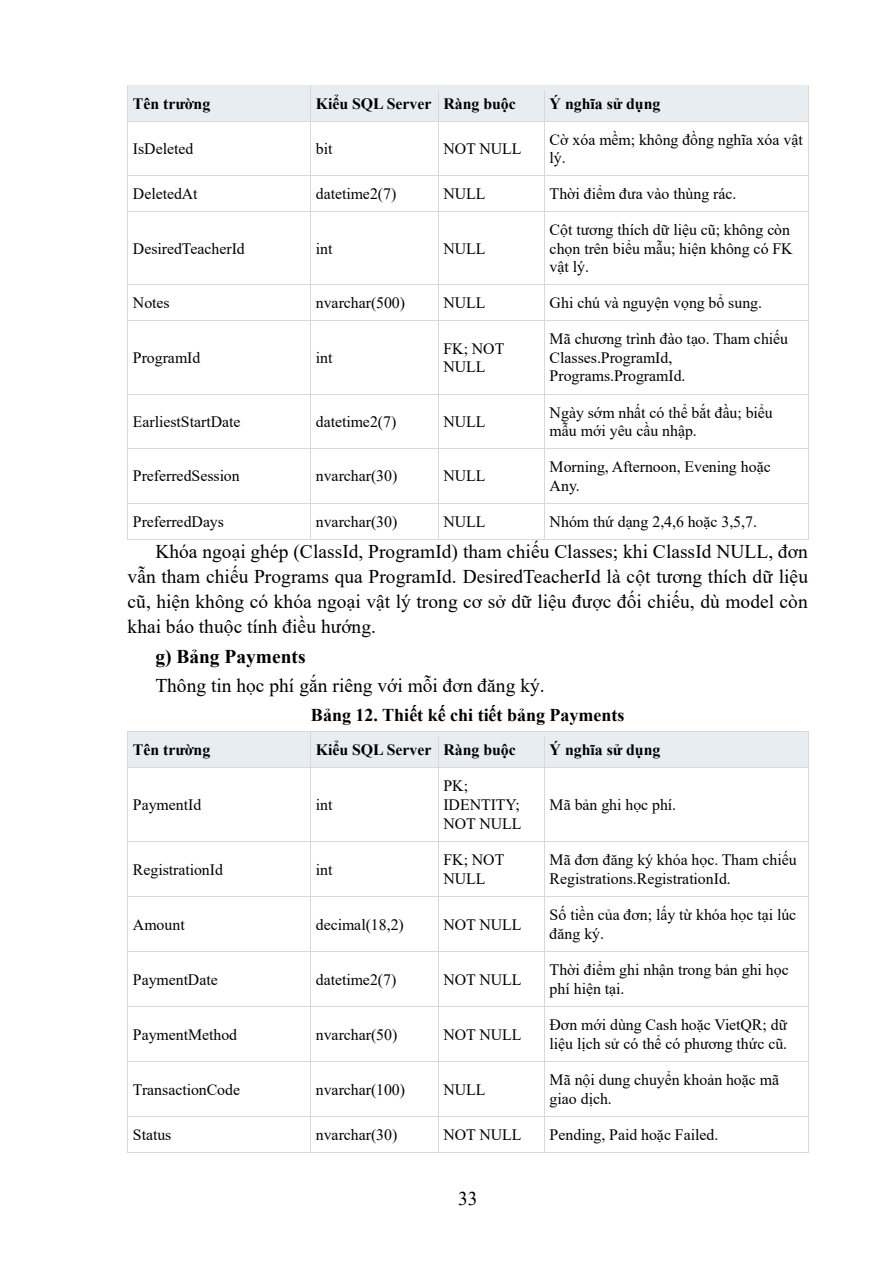 Tên trường Kiểu SQL Server Ràng buộc Ý nghĩa sử dụng
IsDeleted bit NOT NULL Cờ xóa mềm; không đồng nghĩa xóa vật
lý.
DeletedAt datetime2(7) NULL Thời điểm đưa vào thùng rác.
DesiredTeacherId int NULL Cột tương thích dữ liệu cũ; không còn
chọn trên biểu mẫu; hiện không có FK
vật lý.
Notes nvarchar(500) NULL Ghi chú và nguyện vọng bổ sung.
ProgramId int FK; NOT
NULL Mã chương trình đào tạo. Tham chiếu
Classes.ProgramId,
Programs.ProgramId.
EarliestStartDate datetime2(7) NULL Ngày sớm nhất có thể bắt đầu; biểu
mẫu mới yêu cầu nhập.
PreferredSession nvarchar(30) NULL Morning, Afternoon, Evening hoặc
Any.
PreferredDays nvarchar(30) NULL Nhóm thứ dạng 2,4,6 hoặc 3,5,7.
Khóa ngoại ghép (ClassId, ProgramId) tham chiếu Classes; khi ClassId NULL, đơn
vẫn tham chiếu Programs qua ProgramId. DesiredTeacherId là cột tương thích dữ liệu
cũ, hiện không có khóa ngoại vật lý trong cơ sở dữ liệu được đối chiếu, dù model còn
khai báo thuộc tính điều hướng.
g) Bảng Payments
Thông tin học phí gắn riêng với mỗi đơn đăng ký.
Bảng 12. Thiết kế chi tiết bảng Payments
Tên trường Kiểu SQL Server Ràng buộc Ý nghĩa sử dụng
PaymentId int PK;
IDENTITY;
NOT NULL Mã bản ghi học phí.
RegistrationId int FK; NOT
NULL Mã đơn đăng ký khóa học. Tham chiếu
Registrations.RegistrationId.
Amount decimal(18,2) NOT NULL Số tiền của đơn; lấy từ khóa học tại lúc
đăng ký.
PaymentDate datetime2(7) NOT NULL Thời điểm ghi nhận trong bản ghi học
phí hiện tại.
PaymentMethod nvarchar(50) NOT NULL Đơn mới dùng Cash hoặc VietQR; dữ
liệu lịch sử có thể có phương thức cũ.
TransactionCode nvarchar(100) NULL Mã nội dung chuyển khoản hoặc mã
giao dịch.
Status nvarchar(30) NOT NULL Pending, Paid hoặc Failed.
33